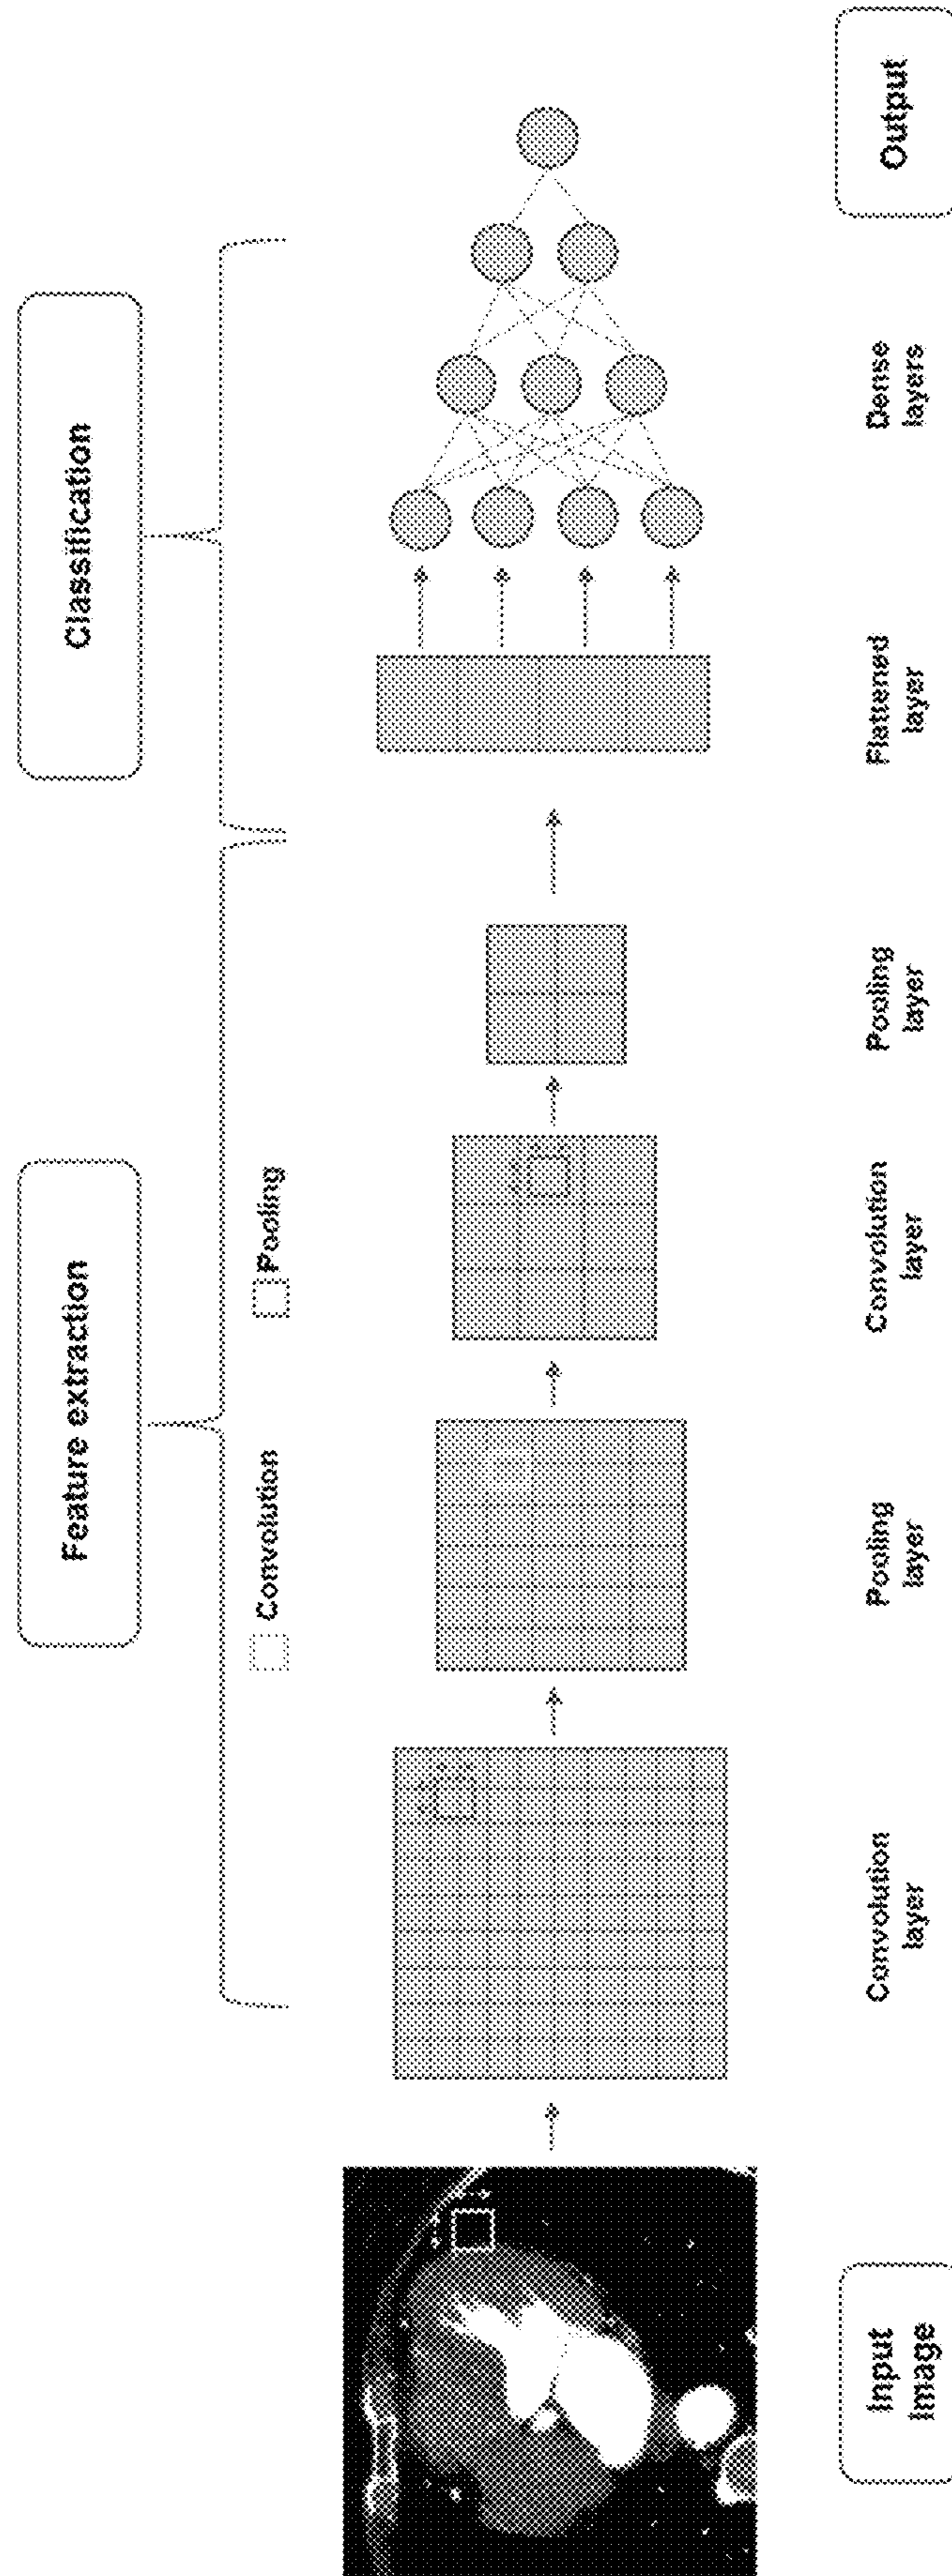 Feature extraction
Classification
Convolution
Pooling
Input
Image
Convolution
layer
Pooling
layer
Convolution
layer
Pooling
layer
Flattened
layer
Dense
layers
Output